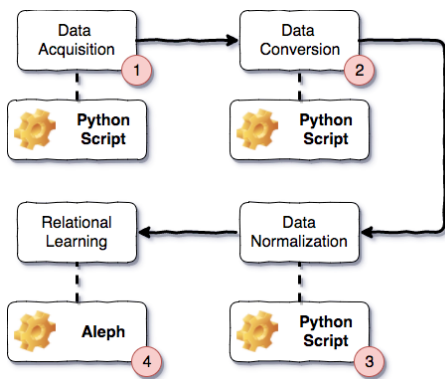 Data
Acquisition
1
Data
Conversion
2
Python
Script
Python
Script
Relational
Learning
Data
Normalization
Aleph
4
Python
Script
3